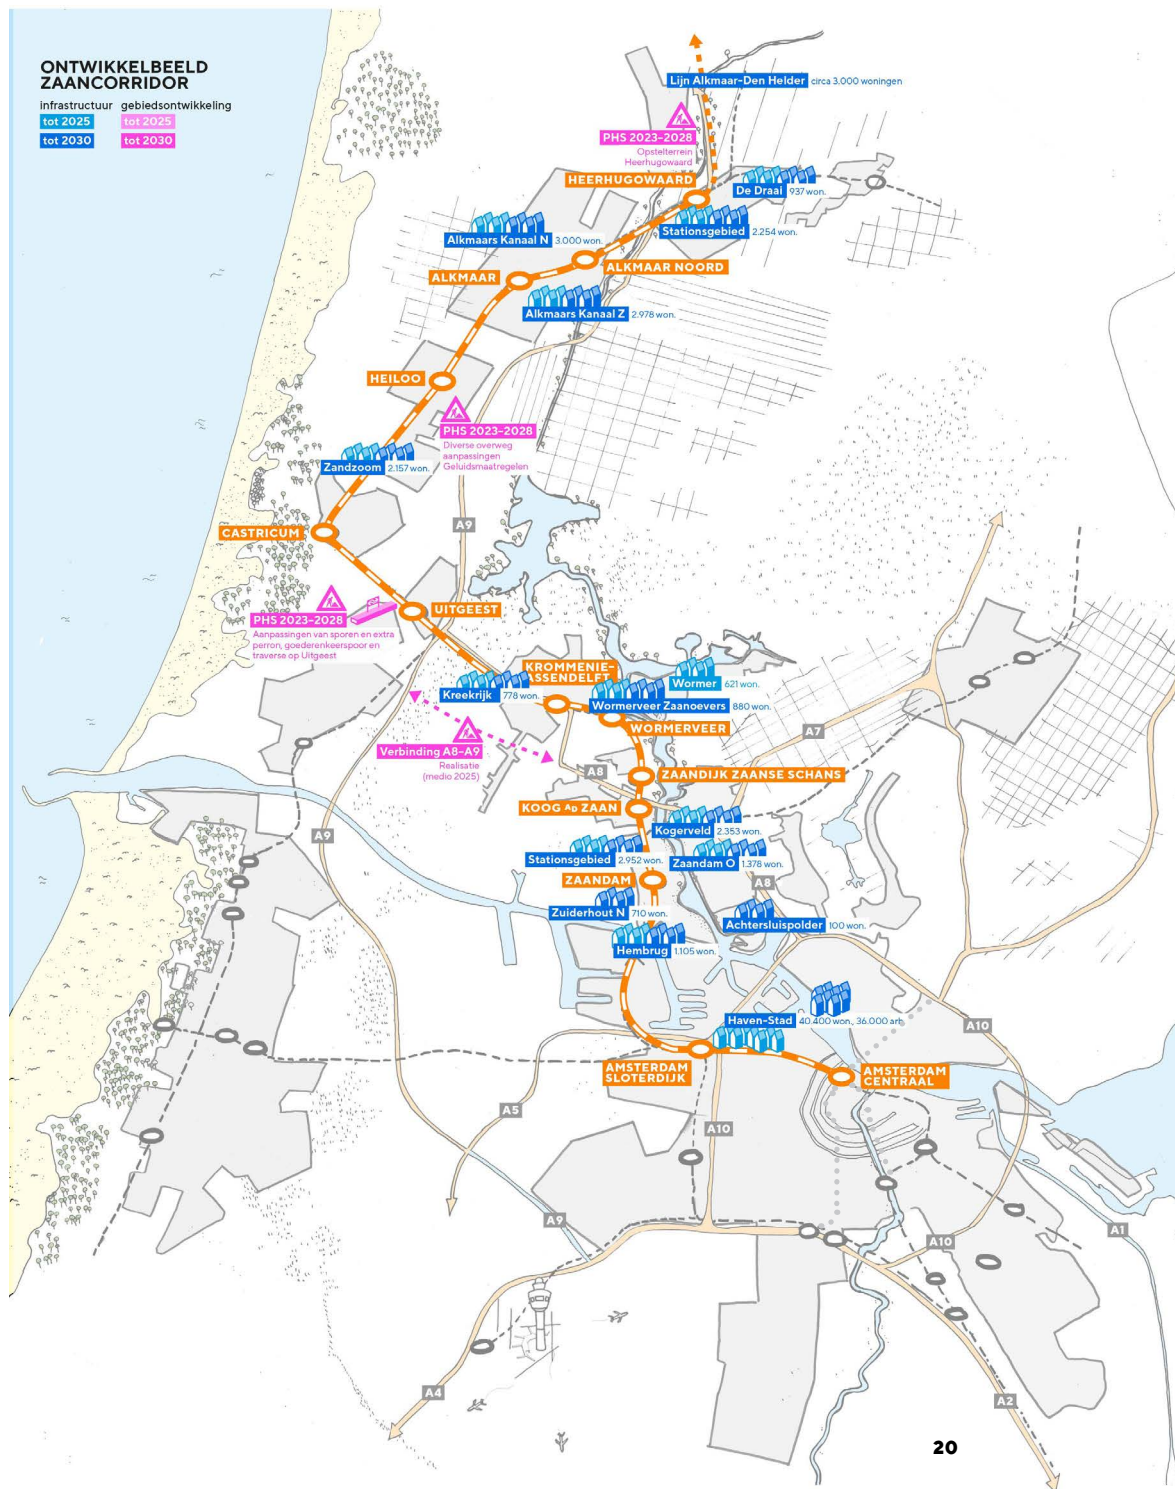 ONTWIKKELBEELD
ZAANCORRIDOR
infrastructuur gebiedsontwikkeling
tot 2025 tot 2025
tot 2030 tot 2030
Lijn Alkmaar-Den Helder circa 3.000 woningen
PHS 2023-2028
Opstelterrein
Heerhugowaard
HEERHUGOWAARD
De Draai 937 won.
Stationsgebied 2.254 won.
Alkmaars Kanaal N 3.000 won.
ALKMAAR NOORD
ALKMAAR
Alkmaars Kanaal Z 2.978 won.
HEILOO
PHS 2023-2028
Diverse overweg
aanpassingen
Geluidsmaatregelen
Zandzoom 2.157 won.
A9
CASTRICUM
UITGEEST
PHS 2023-2028
Aanpassingen van sporen en extra
perron, goederenkeerspoor en
traverse op Uitgeest
KROMMENIE-
ASSENDELFT
Wormer 621 won.
Kreekrijk 778 won.
Wormerveer Zaanoevers 880 won.
WORMERVEER
A7
Verbinding A8-A9
Realisatie
(medio 2025)
A8
ZAANDIJK ZAANSE SCHANS
KOOG AD ZAAN
Kogerveld 2.353 won.
A9
Stationsgebied 2.952 won.
Zaandam O 1.378 won.
ZAANDAM
A8
Zuiderhout N 710 won.
Achtersluispolder 100 won.
Hembrug 1.105 won.
Haven-Stad 40.400 won., 36.000 arb.
A10
AMSTERDAM
SLOTERDIJK
AMSTERDAM
CENTRAAL
A5
A10
A9
A1
A10
A4
A2
20